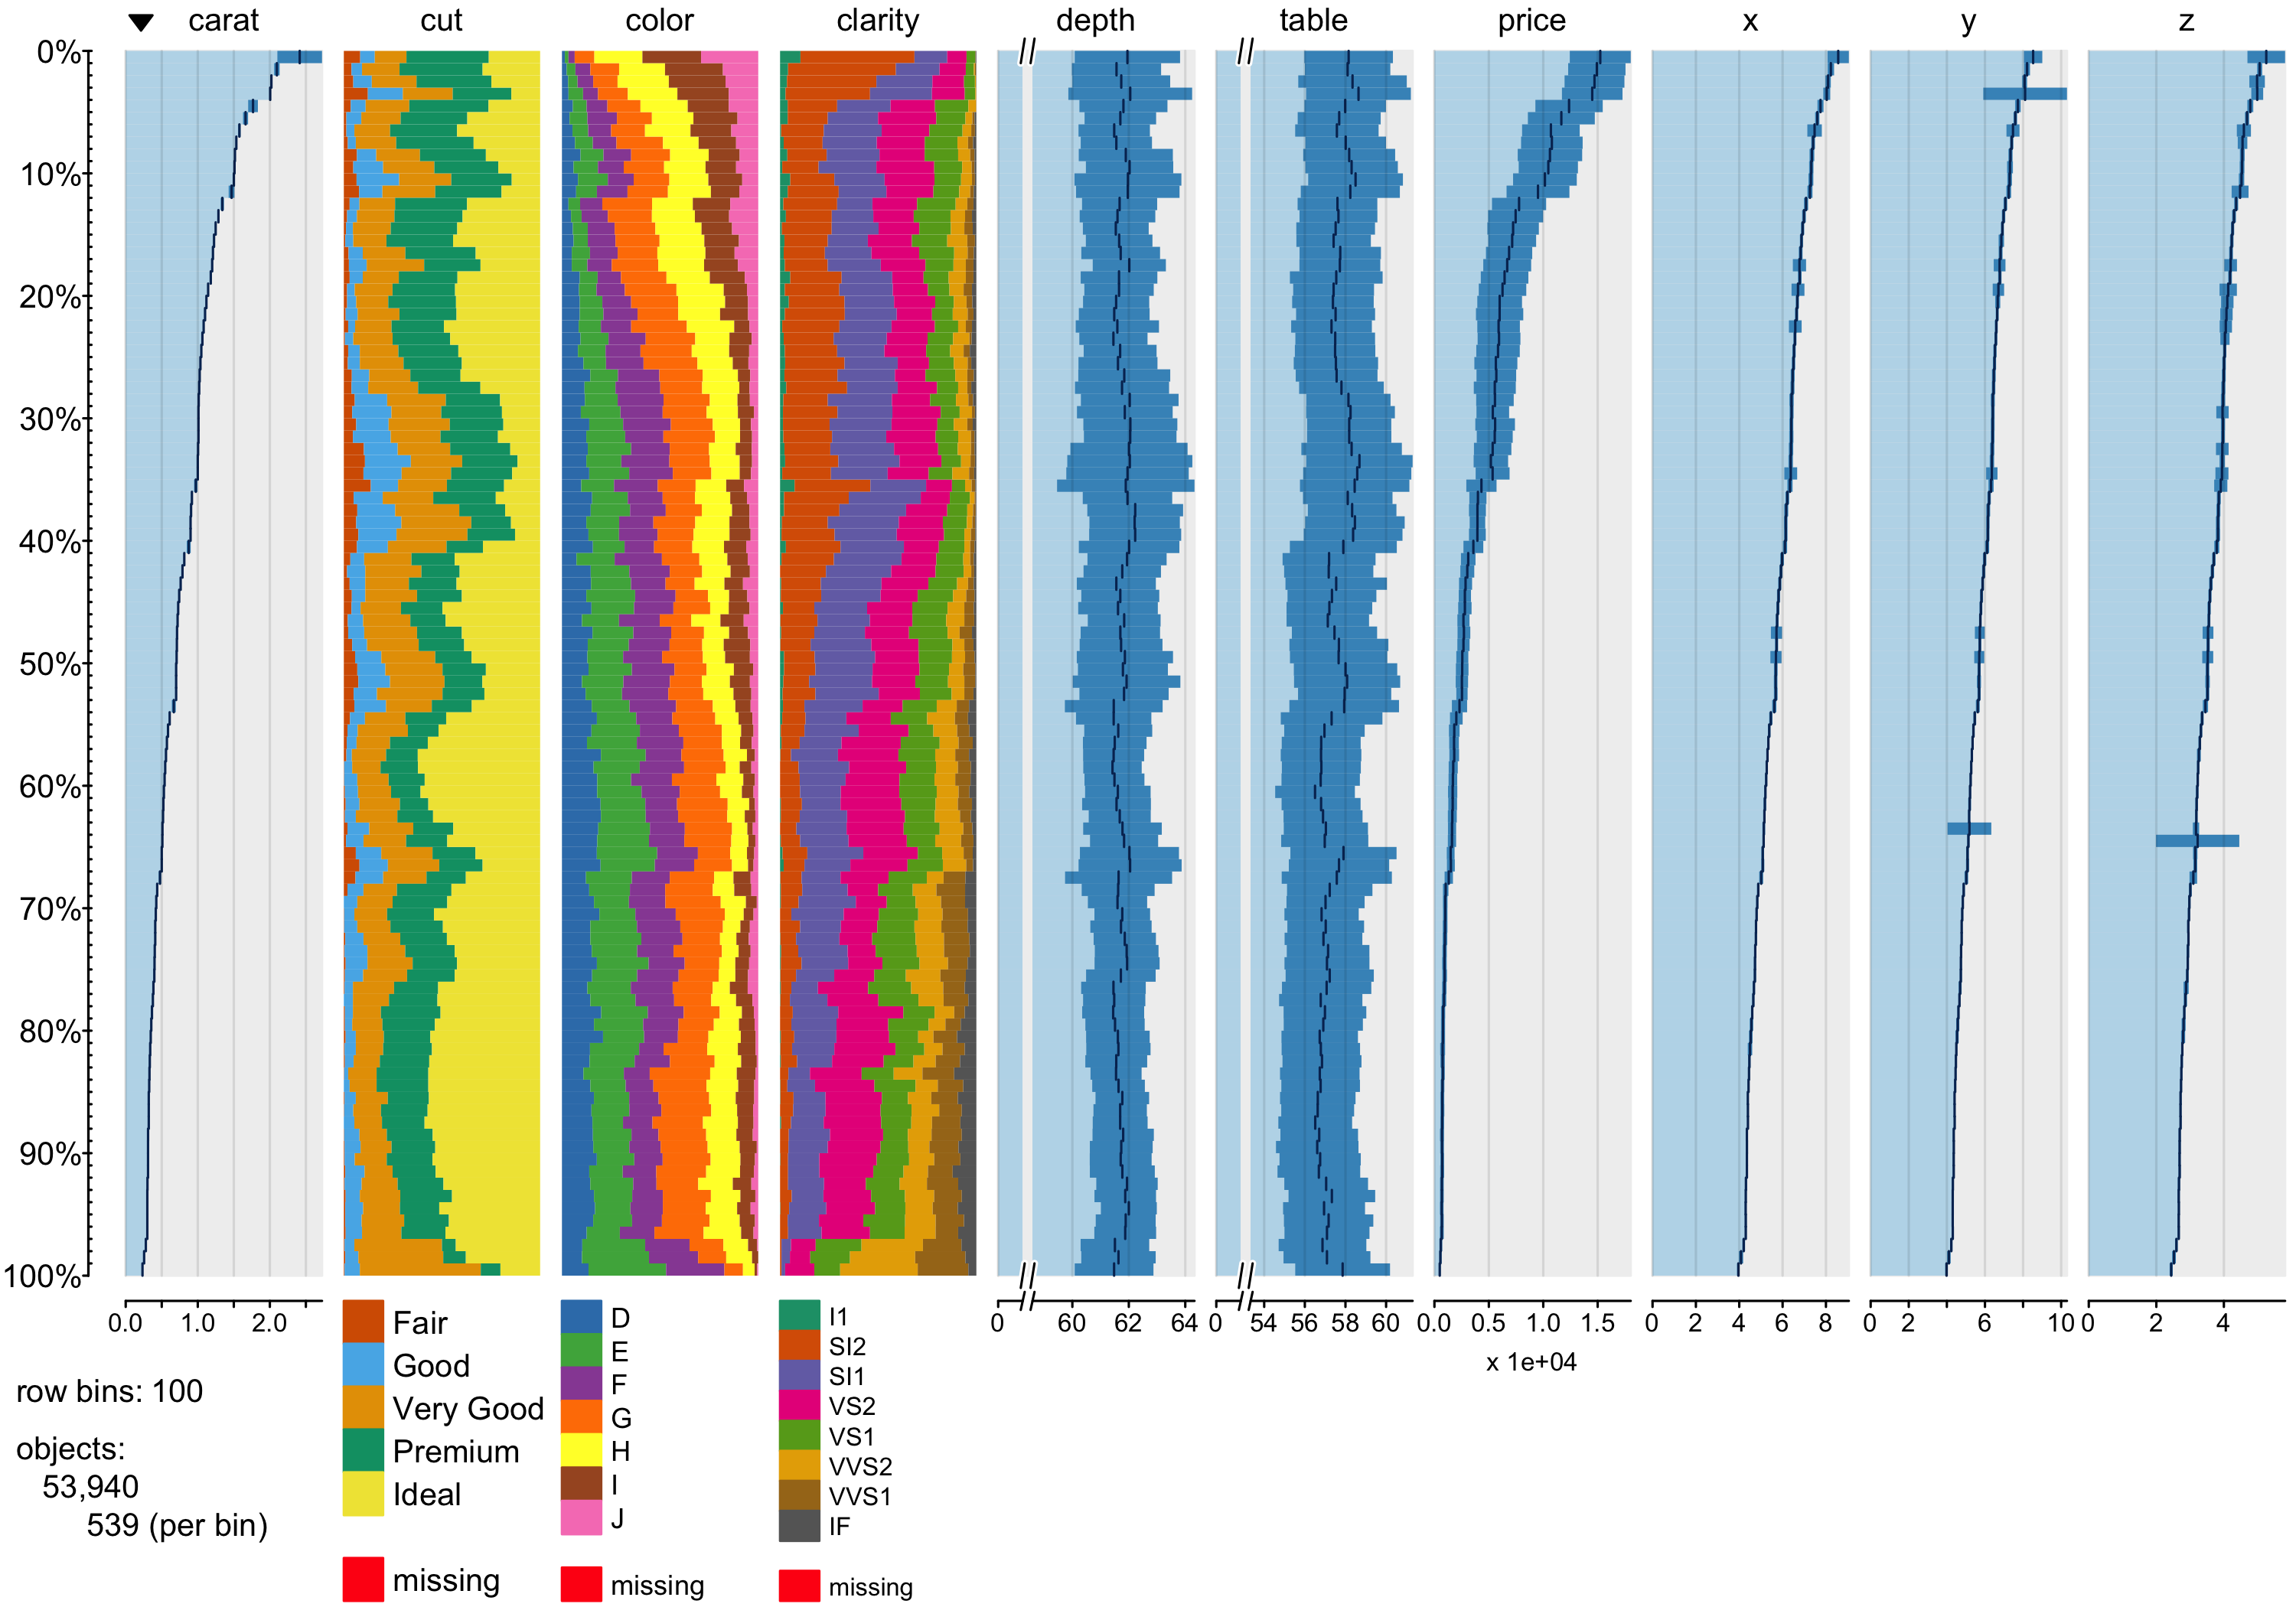 carat cut color clarity depth table price x y z
0%
10%
20%
30%
40%
50%
60%
70%
80%
90%
100%
0.0 1.0 2.0
0 60 62 64
0 54 56 58 60
0.0 0.5 1.0 1.5
x 1e+04
0 2 4 6 8
0 2 6 10
0 2 4
row bins: 100
objects:
53,940
539 (per bin)
Fair
Good
Very Good
Premium
Ideal
missing
D
E
F
G
H
I
J
missing
I1
SI2
SI1
VS2
VS1
VVS2
VVS1
IF
missing